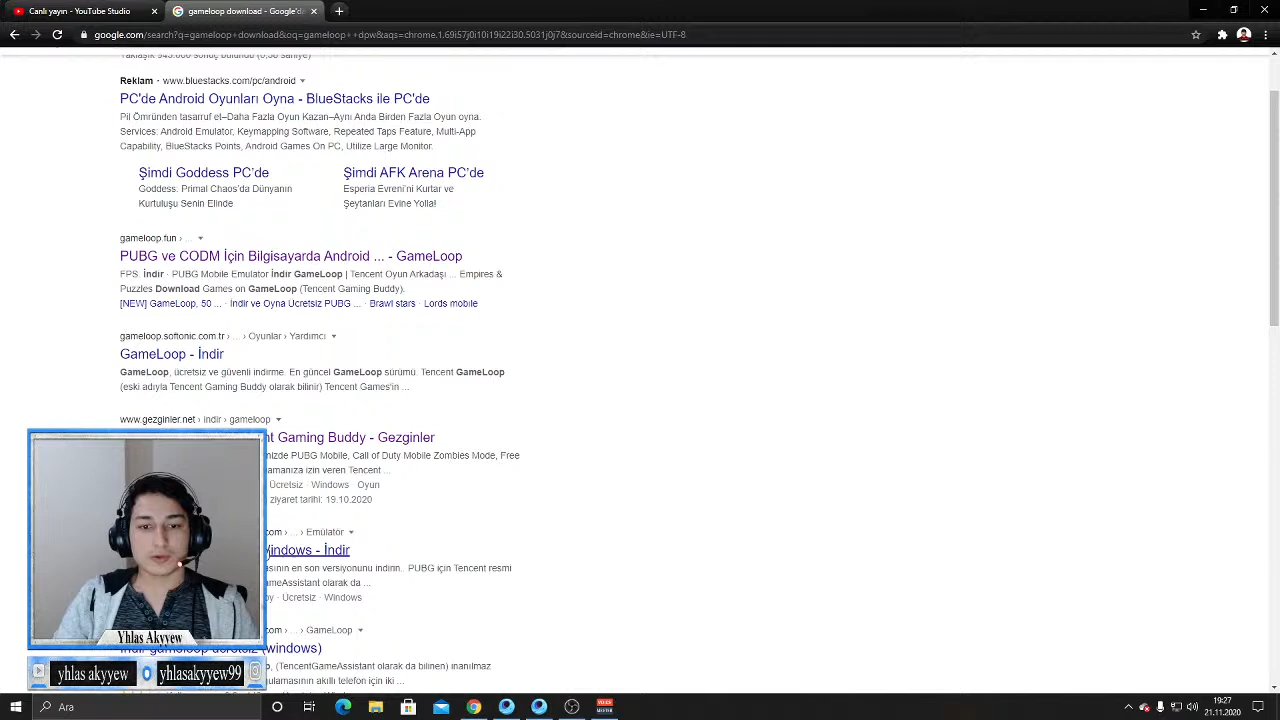 Canlı yayın - YouTube Studio
gameloop download - Google'da
google.com/search?q=gameloop+download&oq=gameloop++dpw&aqs=chrome.1.69i57j0i10i19i22i30.5031j0j7&sourceid=chrome&ie=UTF-8
Reklam · www.bluestacks.com/pc/android
PC'de Android Oyunları Oyna - BlueStacks ile PC'de
Pil Ömründen tasarruf et–Daha Fazla Oyun Kazan–Aynı Anda Birden Fazla Oyun oyna.
Services: Android Emulator, Keymapping Software, Repeated Taps Feature, Multi-App
Capability, BlueStacks Points, Android Games On PC, Utilize Large Monitor.
Şimdi Goddess PC'de
Şimdi AFK Arena PC'de
Goddess: Primal Chaos'da Dünyanın
Kurtuluşu Senin Elinde
Esperia Evreni'ni Kurtar ve
Şeytanları Evine Yolla!
gameloop.fun › ...
PUBG ve CODM İçin Bilgisayarda Android ... - GameLoop
FPS. İndir · PUBG Mobile Emulator İndir GameLoop | Tencent Oyun Arkadaşı ... Empires &
Puzzles Download Games on GameLoop (Tencent Gaming Buddy).
[NEW] GameLoop, 50 ... · İndir ve Oyna Ücretsiz PUBG ... · Brawl stars · Lords mobile
gameloop.softonic.com.tr › ... › Oyunlar › Yardımcı
GameLoop - İndir
GameLoop, ücretsiz ve güvenli indirme. En güncel GameLoop sürümü. Tencent GameLoop
(eski adıyla Tencent Gaming Buddy olarak bilinir) Tencent Games'in ...
www.gezginler.net › indir › gameloop
nt Gaming Buddy - Gezginler
nizde PUBG Mobile, Call of Duty Mobile Zombies Mode, Free
amanıza izin veren Tencent ...
Ücretsiz · Windows · Oyun
ziyaret tarihi: 19.10.2020
com › ... › Emülatör
indows - İndir
asının en son versiyonunu indirin.. PUBG için Tencent resmi
ameAssistant olarak da ...
Ücretsiz · Windows
com › ... › GameLoop
İndir gameloop ücretsiz (windows)
(TencentGameAssistant olarak da bilinen) inanılmaz
ulamasının akıllı telefon için iki ...
Yhlas Akyyew
yhlas akyyew
yhlasakyyew99
Ara
VOICE
MEETER
19:27
21.11.2020